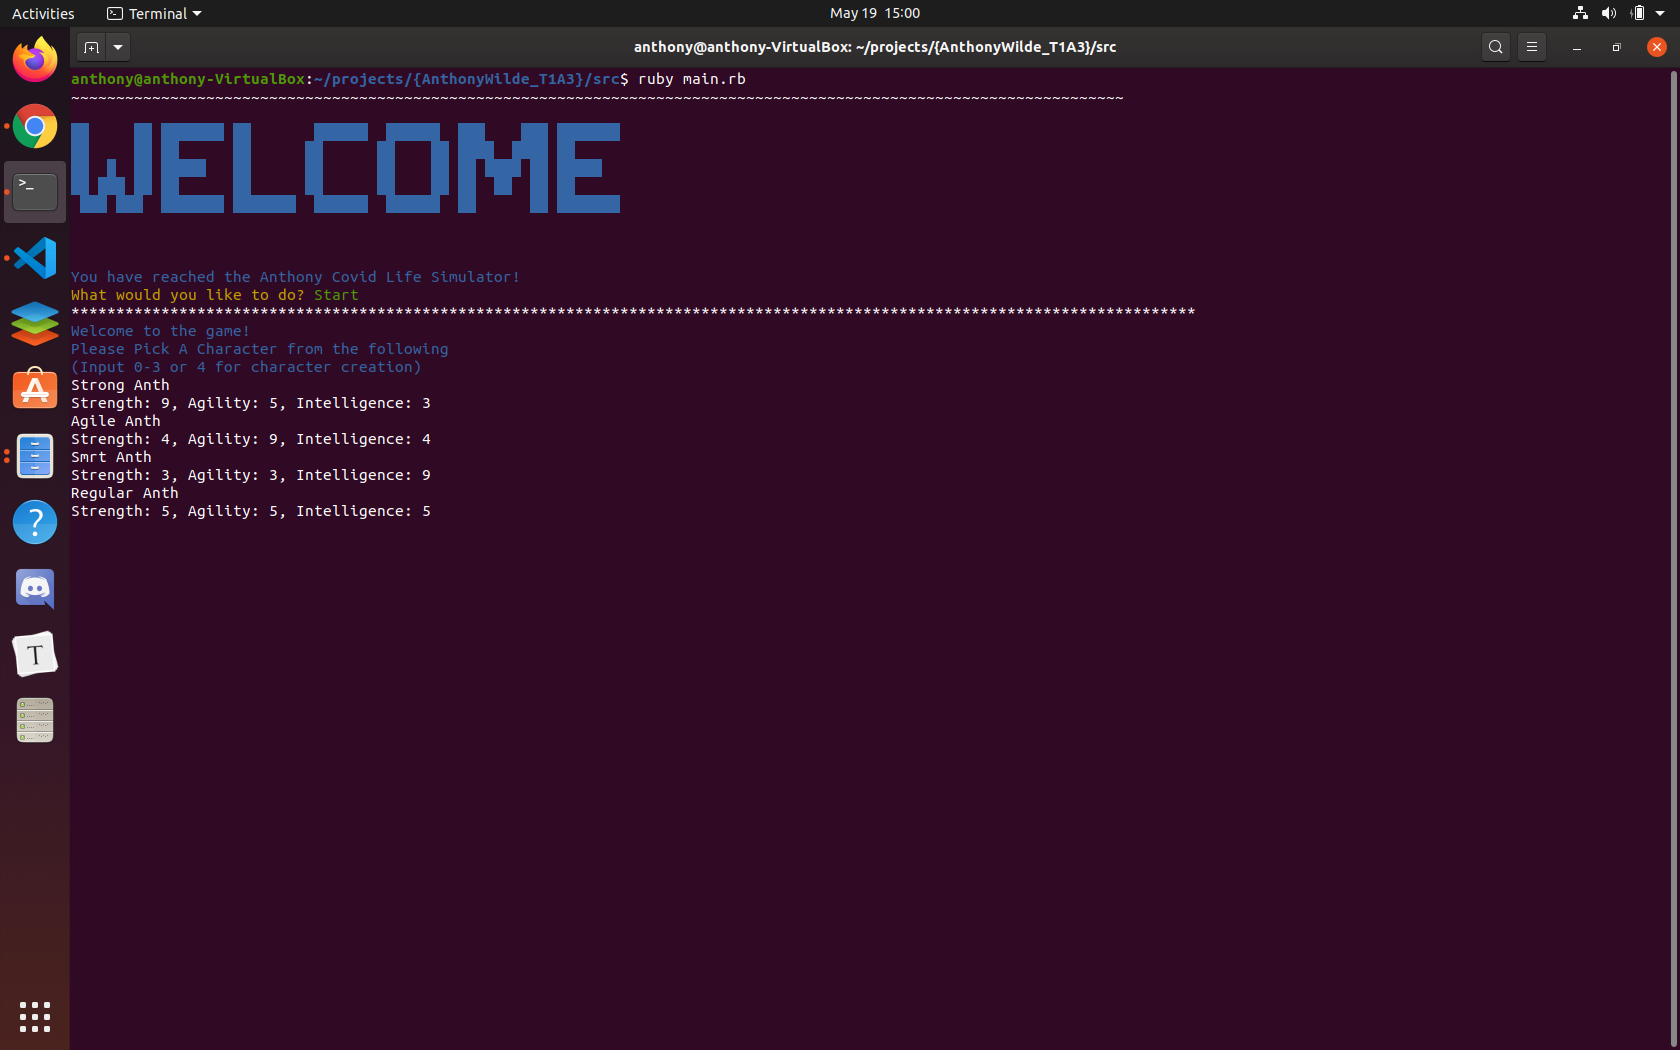 Activities Terminal May 19 15:00
anthony@anthony-VirtualBox: ~/projects/{AnthonyWilde_T1A3}/src
anthony@anthony-VirtualBox:~/projects/{AnthonyWilde_T1A3}/src$ ruby main.rb
~~~~~~~~~~~~~~~~~~~~~~~~~~~~~~~~~~~~~~~~~~~~~~~~~~~~~~~~~~~~~~~~~~~~~~~~~~~~~~~~~~~~~~~~~~~~~~~~~~~~~~~~~~~~~~~~~~~~~
WELCOME
You have reached the Anthony Covid Life Simulator!
What would you like to do? Start
*****************************************************************************************************************************
Welcome to the game!
Please Pick A Character from the following
(Input 0-3 or 4 for character creation)
Strong Anth
Strength: 9, Agility: 5, Intelligence: 3
Agile Anth
Strength: 4, Agility: 9, Intelligence: 4
Smrt Anth
Strength: 3, Agility: 3, Intelligence: 9
Regular Anth
Strength: 5, Agility: 5, Intelligence: 5